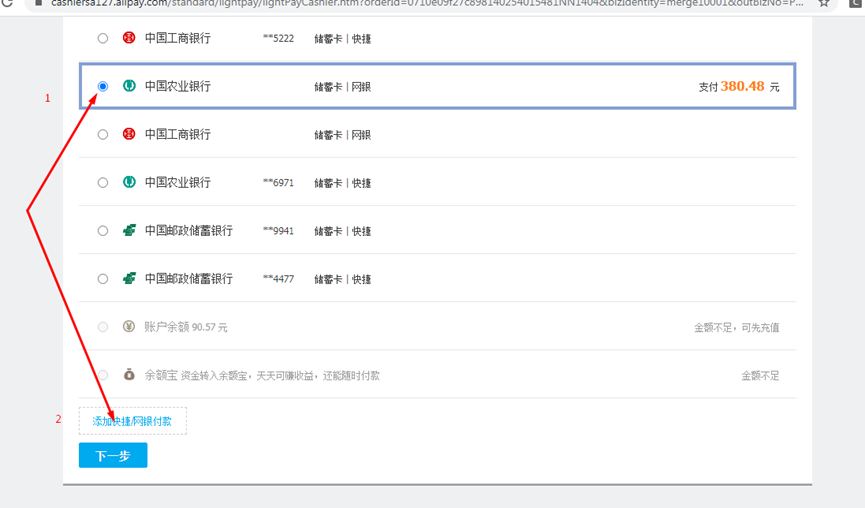 cashiersa127.alipay.com/standard/lightpay/lightPayCashier.htm?orderId=0710e09f27c898140254015481NN1404&bizIdentity=merge10001&outBizNo=P...
中国工商银行 **5222 储蓄卡 | 快捷
1
中国农业银行 储蓄卡 | 网银 支付 380.48 元
中国工商银行 储蓄卡 | 网银
中国农业银行 **6971 储蓄卡 | 快捷
中国邮政储蓄银行 **9941 储蓄卡 | 快捷
中国邮政储蓄银行 **4477 储蓄卡 | 快捷
账户余额 90.57 元 金额不足，可先充值
余额宝 资金转入余额宝，天天可赚收益，还能随时付款 金额不足
2
添加快捷/网银付款
下一步